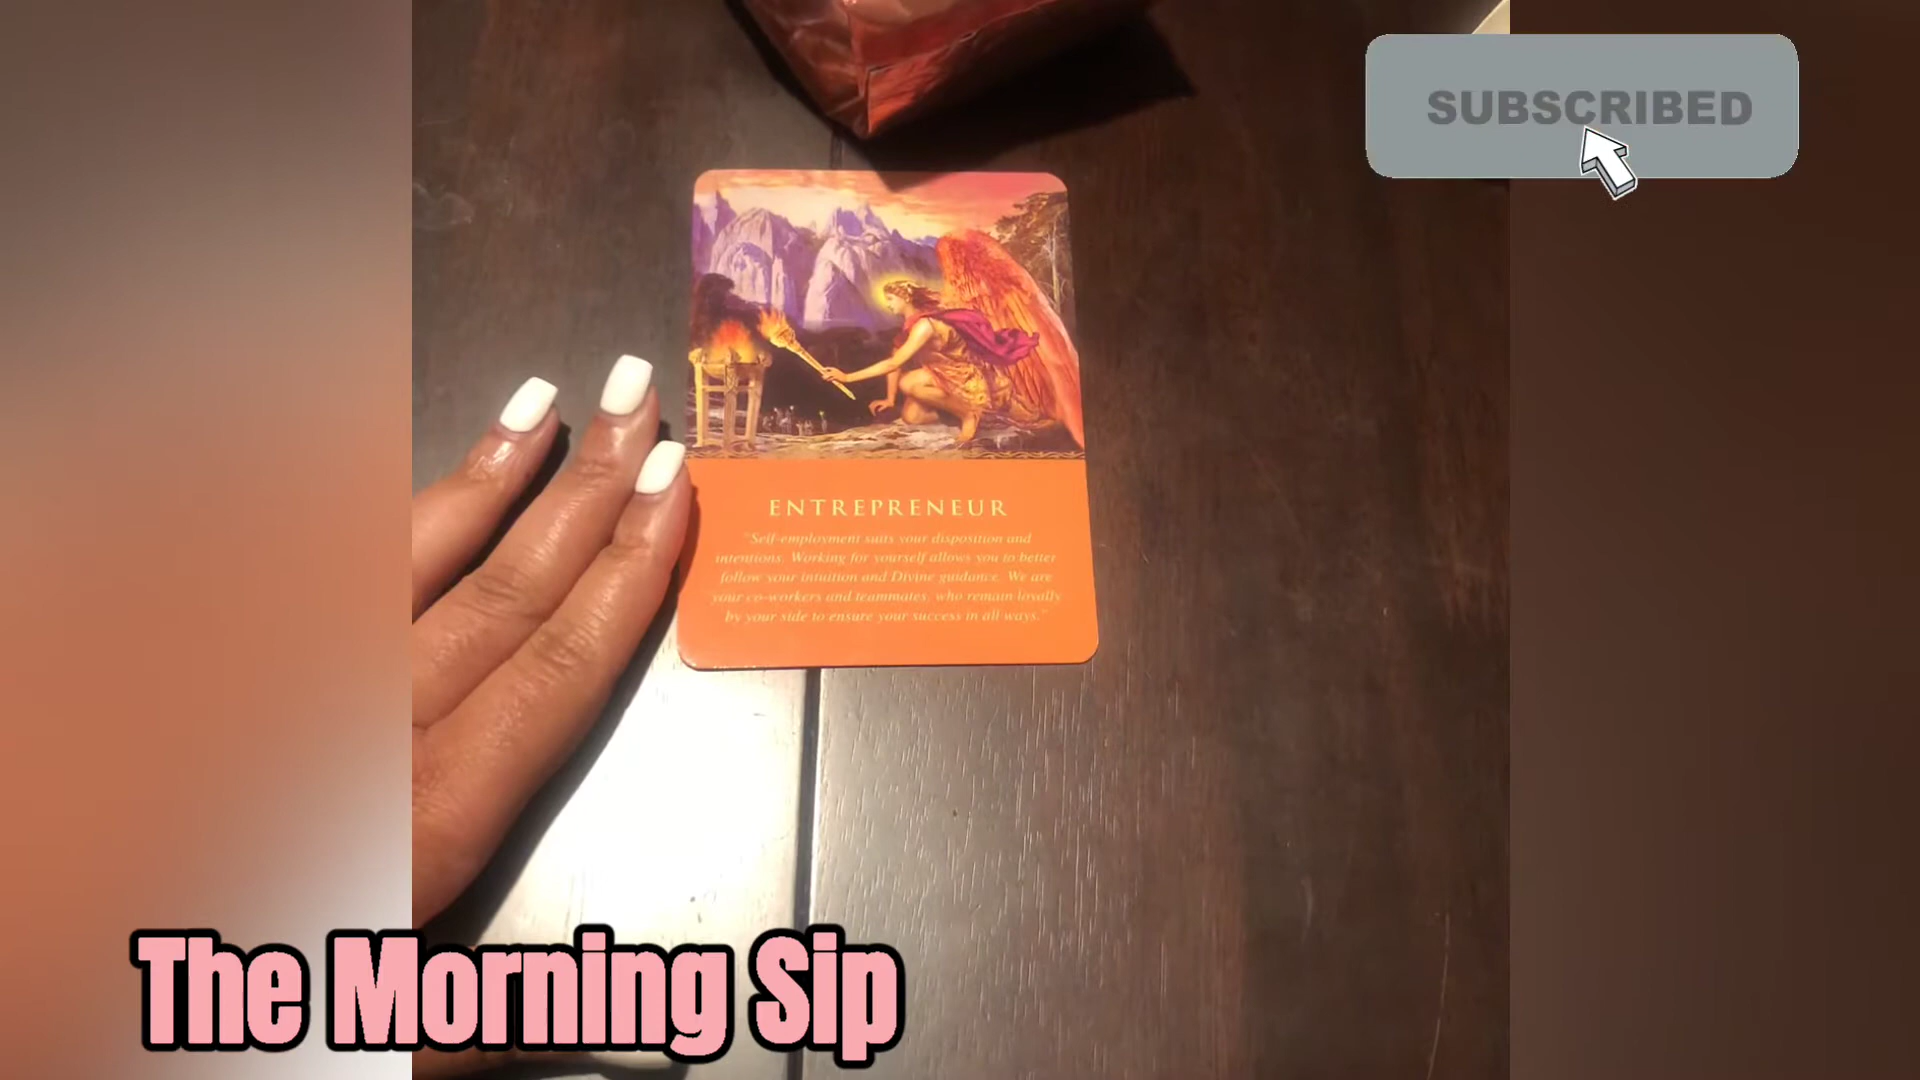 SUBSCRIBED
ENTREPRENEUR
"Self-employment suits your disposition and
intentions. Working for yourself allows you to better
follow your intuition and Divine guidance. We are
your co-workers and teammates, who remain loyally
by your side to ensure your success in all ways."
The Morning Sip